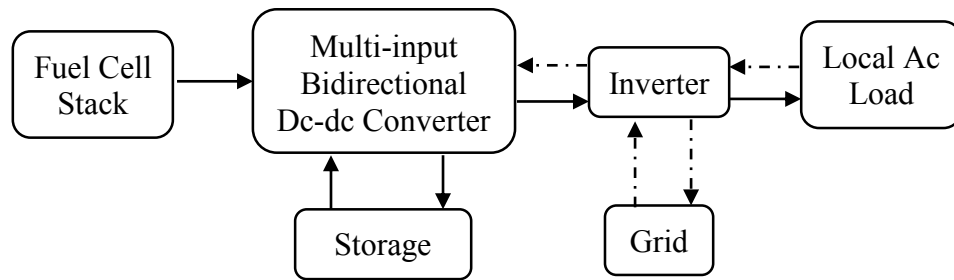 Fuel Cell
Stack
Multi-input
Bidirectional
Dc-dc Converter
Inverter
Local Ac
Load
Storage
Grid